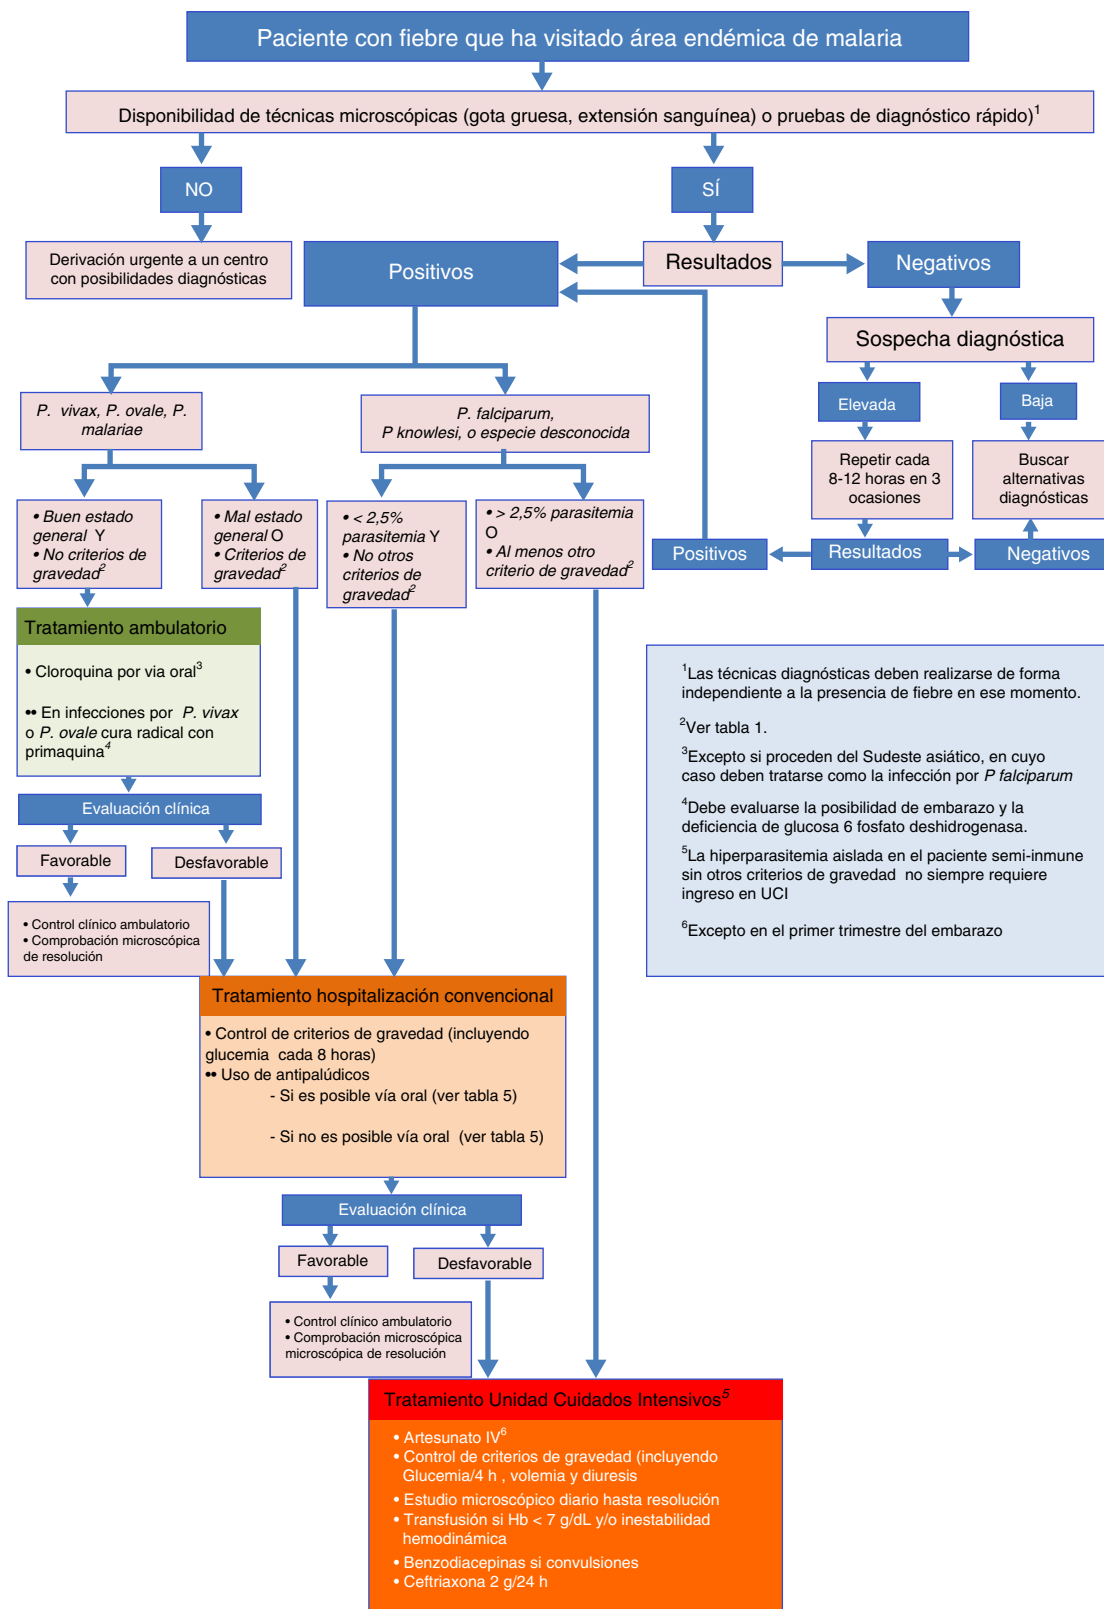 Paciente con fiebre que ha visitado área endémica de malaria
Disponibilidad de técnicas microscópicas (gota gruesa, extensión sanguínea) o pruebas de diagnóstico rápido)1
NO
SÍ
Derivación urgente a un centro
con posibilidades diagnósticas
Positivos
Resultados
Negativos
Sospecha diagnóstica
Elevada
Baja
Repetir cada
8-12 horas en 3
ocasiones
Buscar
alternativas
diagnósticas
Positivos
Resultados
Negativos
P. vivax, P. ovale, P.
malariae
P. falciparum,
P knowlesi, o especie desconocida
• Buen estado
general Y
• No criterios de
gravedad2
• Mal estado
general O
• Criterios de
gravedad2
• < 2,5%
parasitemia Y
• No otros
criterios de
gravedad2
• > 2,5% parasitemia
O
• Al menos otro
criterio de gravedad2
Tratamiento ambulatorio
• Cloroquina por via oral3
•• En infecciones por P. vivax
o P. ovale cura radical con
primaquina4
Evaluación clínica
Favorable
Desfavorable
• Control clínico ambulatorio
• Comprobación microscópica
de resolución
1Las técnicas diagnósticas deben realizarse de forma
independiente a la presencia de fiebre en ese momento.
2Ver tabla 1.
3Excepto si proceden del Sudeste asiático, en cuyo
caso deben tratarse como la infección por P falciparum
4Debe evaluarse la posibilidad de embarazo y la
deficiencia de glucosa 6 fosfato deshidrogenasa.
5La hiperparasitemia aislada en el paciente semi-inmune
sin otros criterios de gravedad no siempre requiere
ingreso en UCI
6Excepto en el primer trimestre del embarazo
Tratamiento hospitalización convencional
• Control de criterios de gravedad (incluyendo
glucemia cada 8 horas)
•• Uso de antipalúdicos
- Si es posible vía oral (ver tabla 5)
- Si no es posible vía oral (ver tabla 5)
Evaluación clínica
Favorable
Desfavorable
• Control clínico ambulatorio
• Comprobación microscópica
microscópica de resolución
Tratamiento Unidad Cuidados Intensivos5
• Artesunato IV6
• Control de criterios de gravedad (incluyendo
Glucemia/4 h , volemia y diuresis
• Estudio microscópico diario hasta resolución
• Transfusión si Hb < 7 g/dL y/o inestabilidad
hemodinámica
• Benzodiacepinas si convulsiones
• Ceftriaxona 2 g/24 h